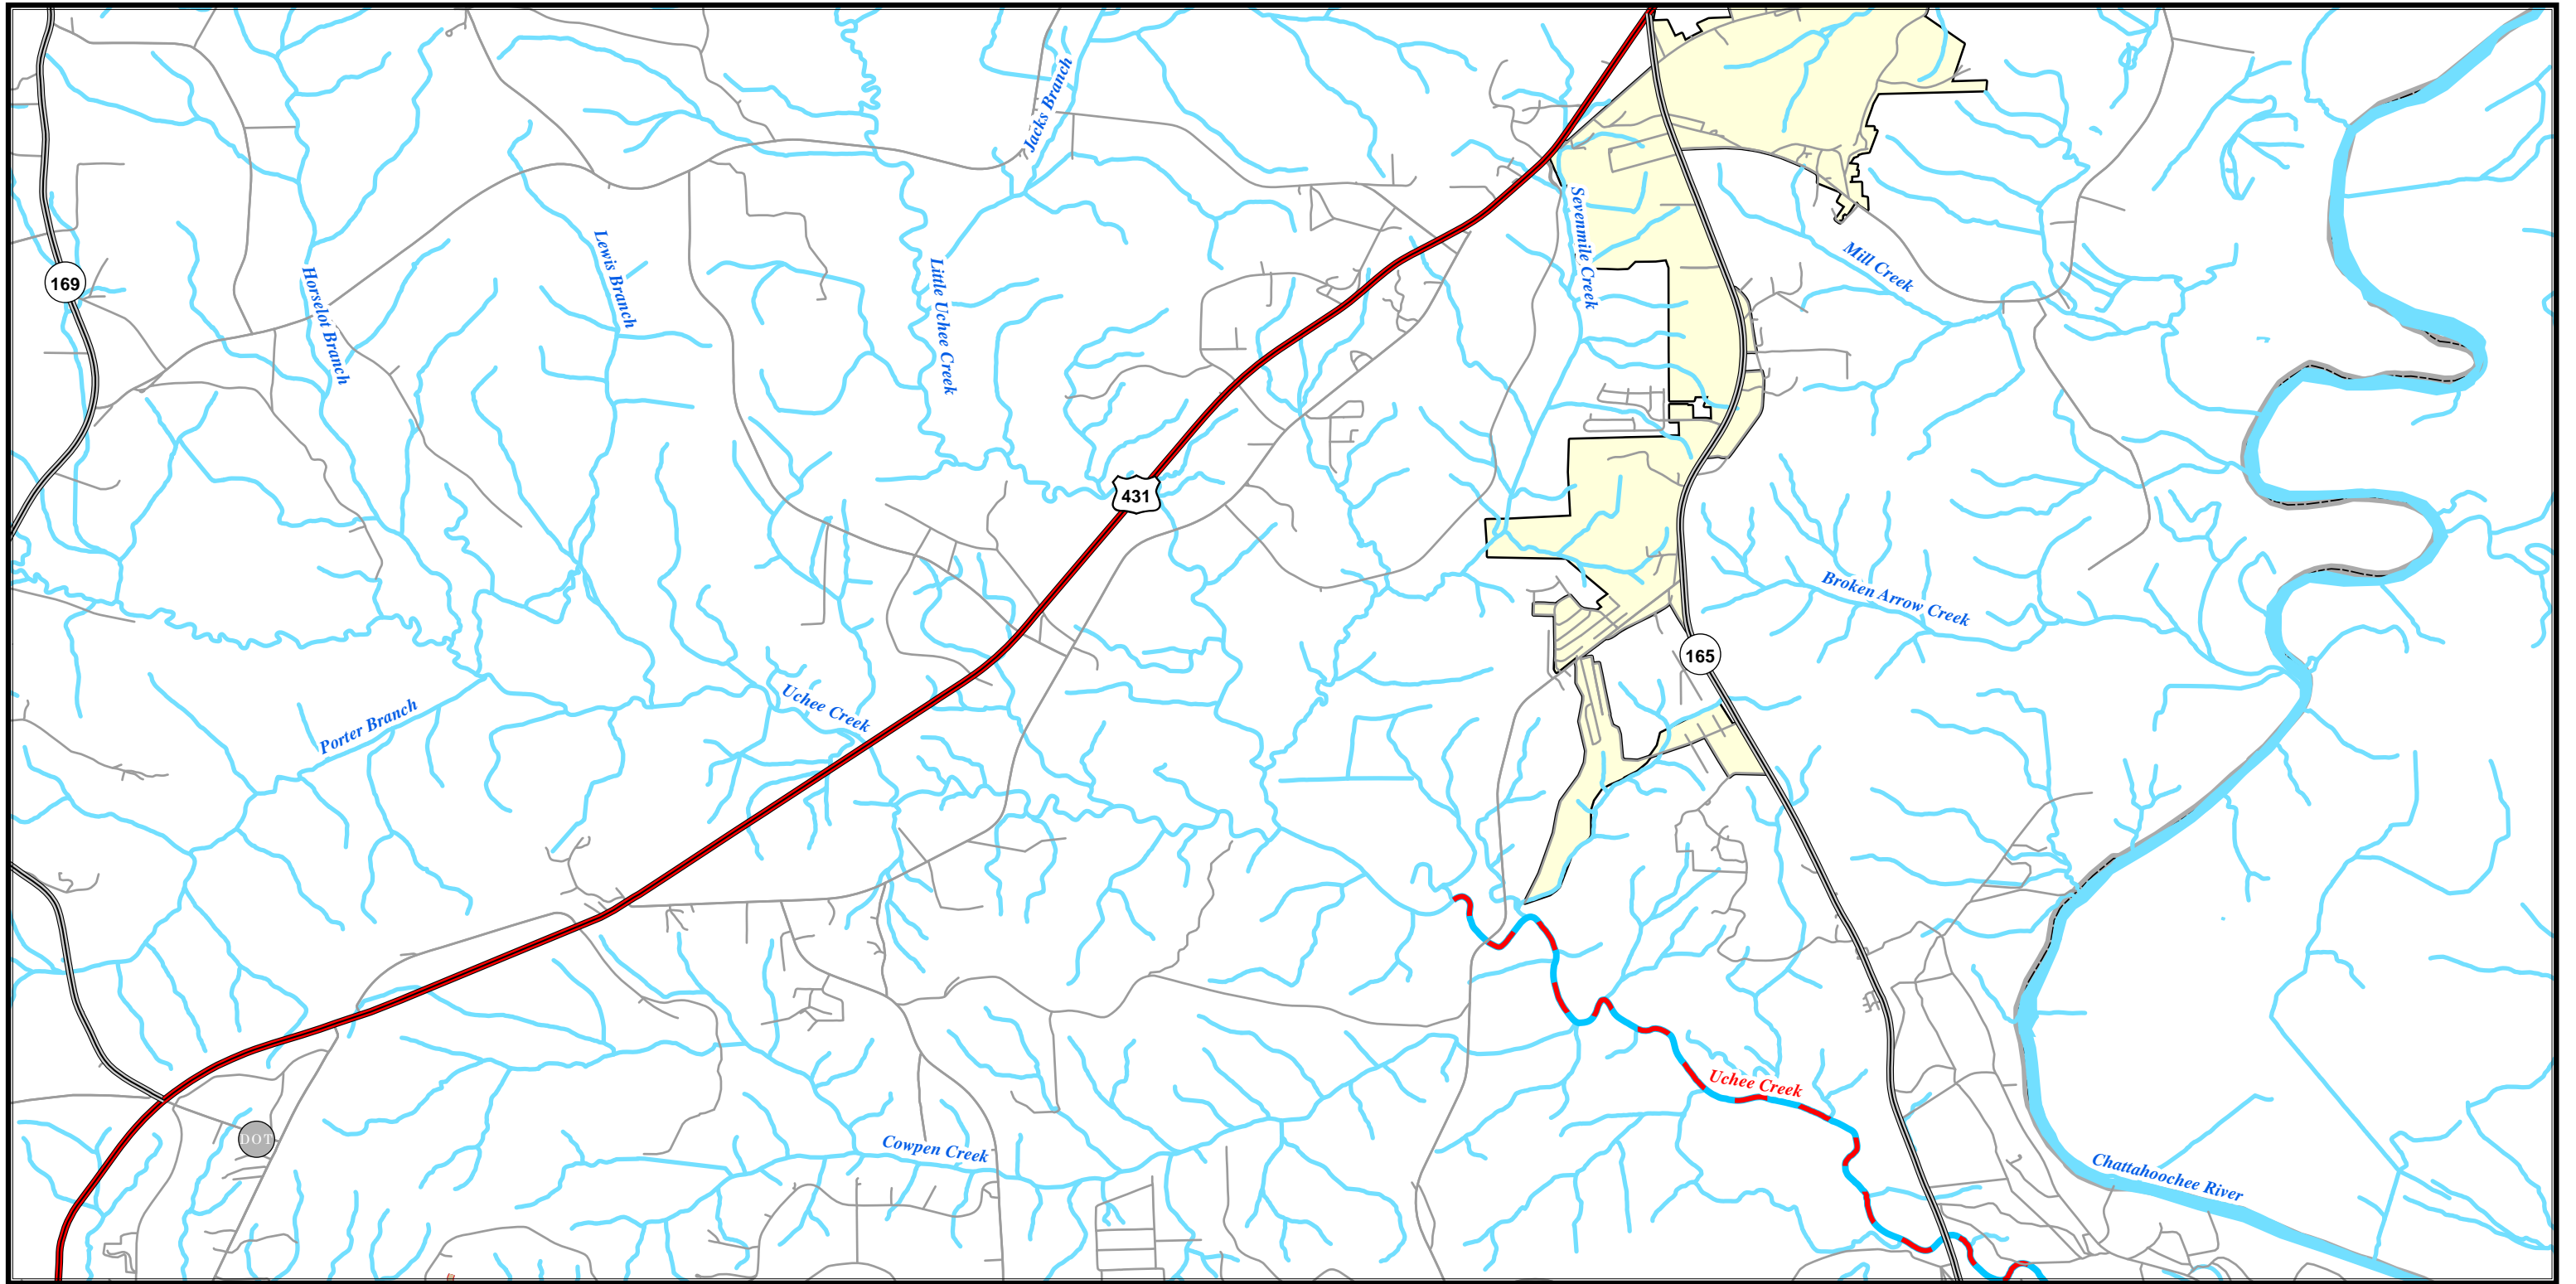 Jacks Branch
Sevenmile Creek
Mill Creek
169
Lewis Branch
Horselot Branch
Little Uchee Creek
431
Broken Arrow Creek
165
Uchee Creek
Porter Branch
Uchee Creek
DOT
Cowpen Creek
Chattahoochee River